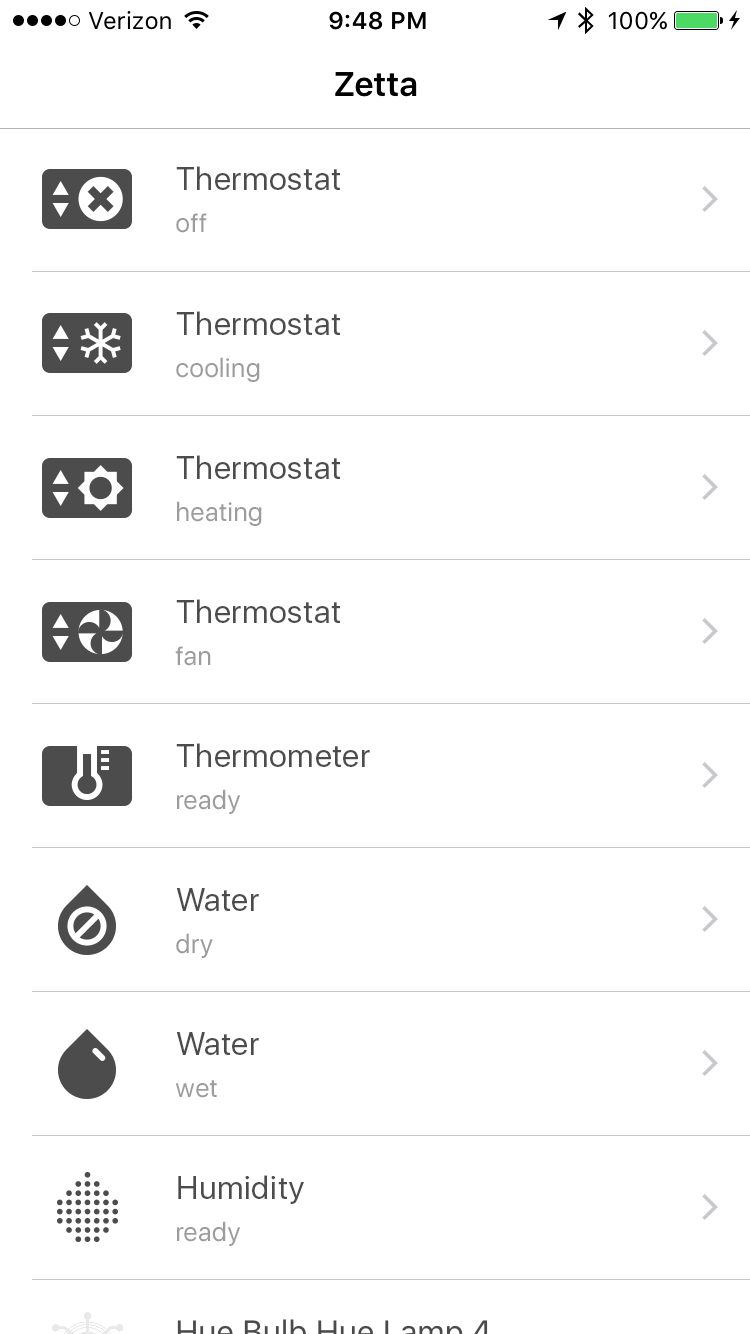 Verizon 9:48 PM 100%
Zetta
Thermostat
off
Thermostat
cooling
Thermostat
heating
Thermostat
fan
Thermometer
ready
Water
dry
Water
wet
Humidity
ready
Hue Bulb Hue Lamp 4